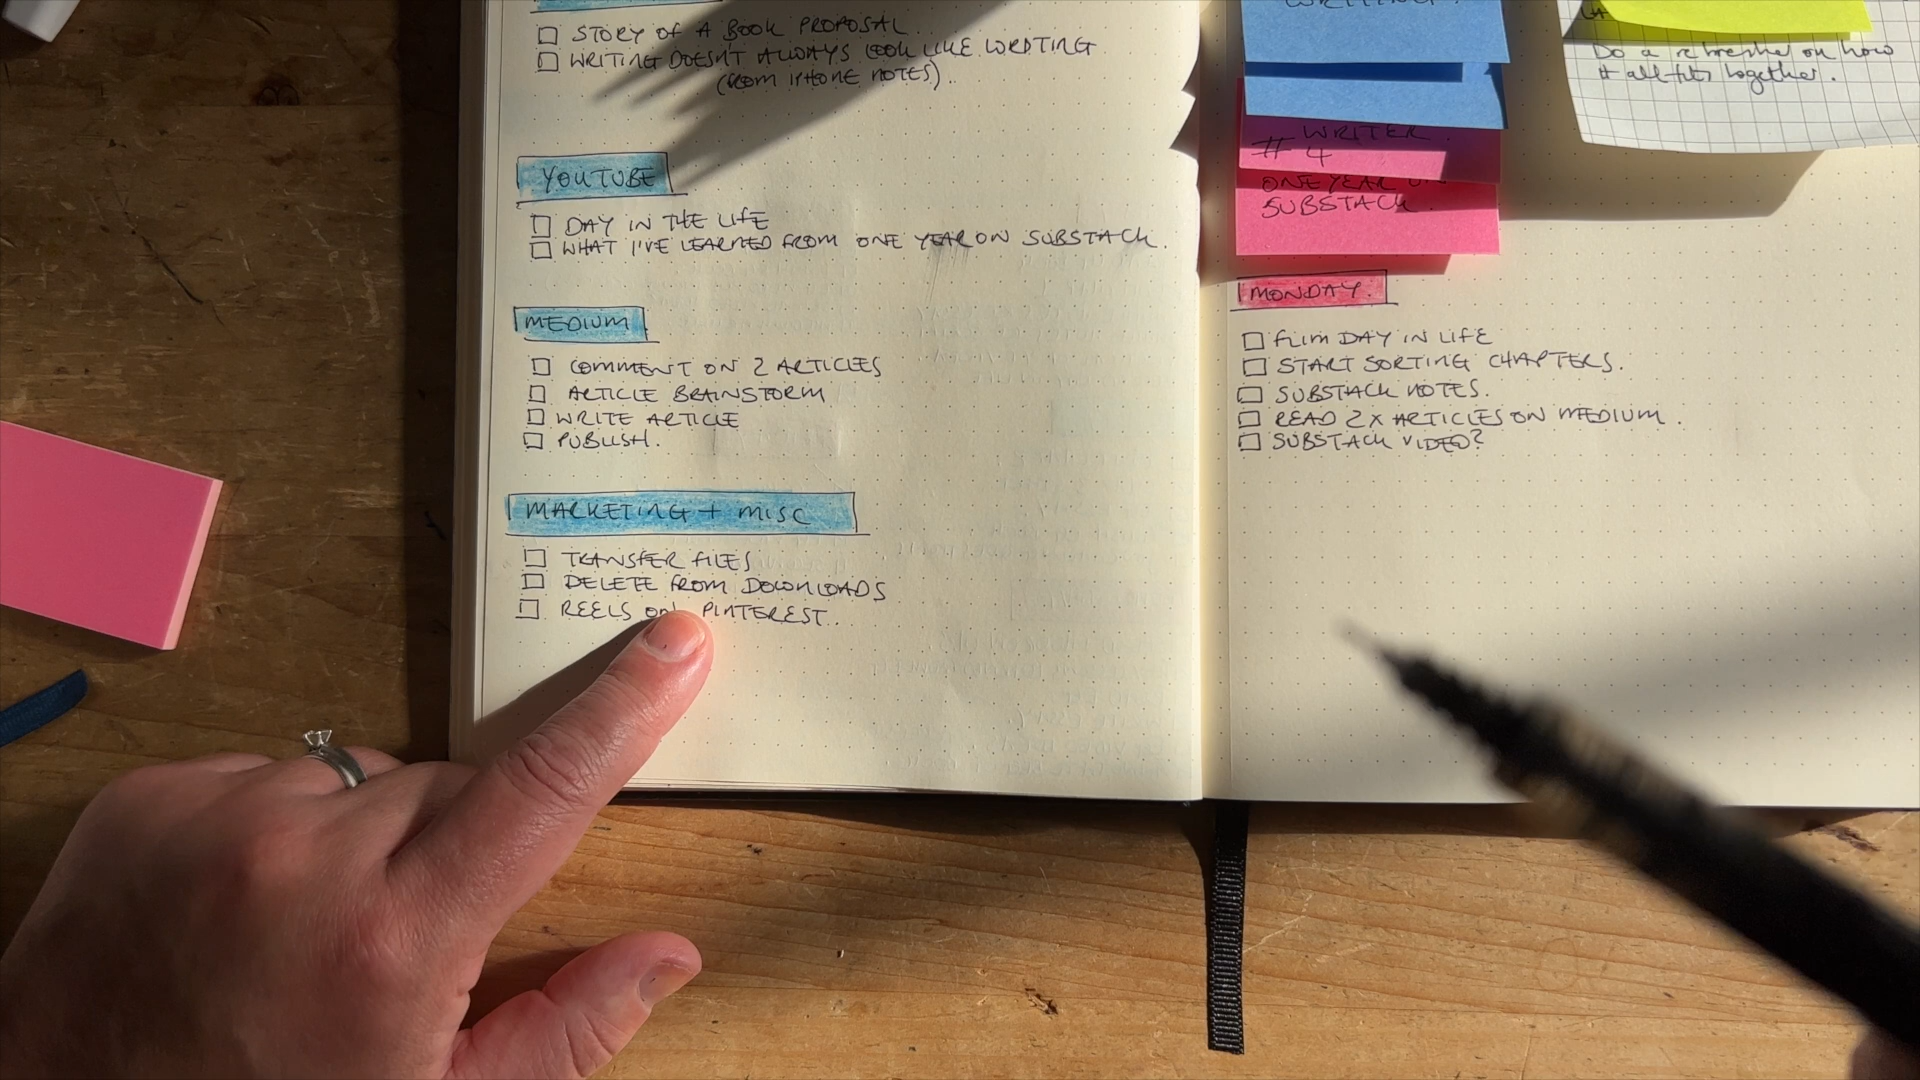 STORY OF A BOOK PROPOSAL.
WRITING DOESN'T ALWAYS LOOK LIKE WRITING
(FROM IPHONE NOTES)..
YOUTUBE
DAY IN THE LIFE
WHAT I'VE LEARNED FROM ONE YEAR ON SUBSTACK.
MEDIUM
COMMENT ON 2 ARTICLES
ARTICLE BRAINSTORM
WRITE ARTICLE
PUBLISH.
MARKETING + MISC
TRANSFER FILES
DELETE FROM DOWNLOADS
REELS ON PINTEREST..
WRITING
WRITER
# 4
ONE YEAR ON
SUBSTACK
Do a refresher on how
it all fits together.
MONDAY.
FLIM DAY IN LIFE
START SORTING CHAPTERS.
SUBSTACK NOTES.
READ 2X ARTICLES ON MEDIUM.
SUBSTACK VIDEO?